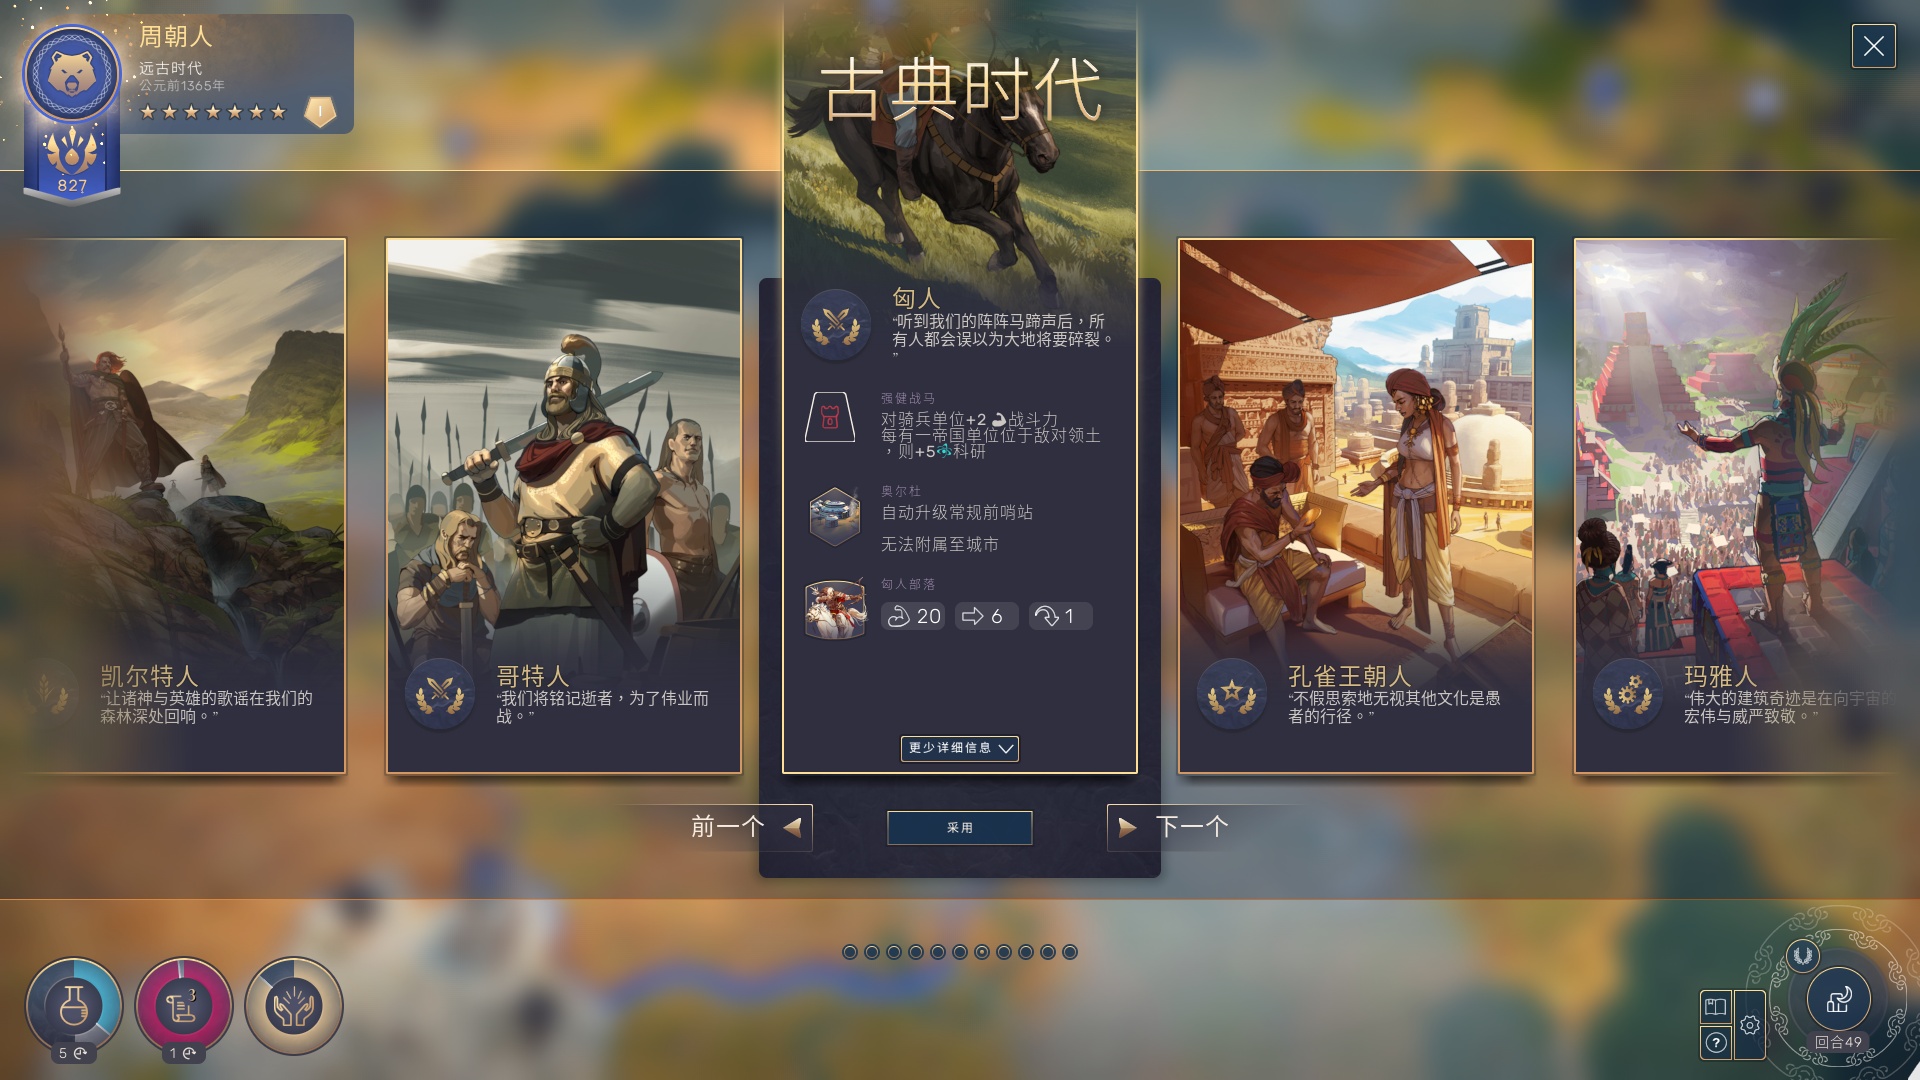 周朝人
远古时代
公元前1365年
I
827
古典时代
匈人
“听到我们的阵阵马蹄声后，所
有人都会误以为大地将要碎裂。
”
强健战马
对骑兵单位+2 战斗力
每有一帝国单位位于敌对领土
，则+5科研
奥尔杜
自动升级常规前哨站
无法附属至城市
匈人部落
20 6 1
更少详细信息
凯尔特人
“让诸神与英雄的歌谣在我们的
森林深处回响。”
哥特人
“我们将铭记逝者，为了伟业而
战。”
孔雀王朝人
“不假思索地无视其他文化是愚
者的行径。”
玛雅人
“伟大的建筑奇迹是在向宇宙的
宏伟与威严致敬。”
前一个
采用
下一个
3
5
1
?
回合49